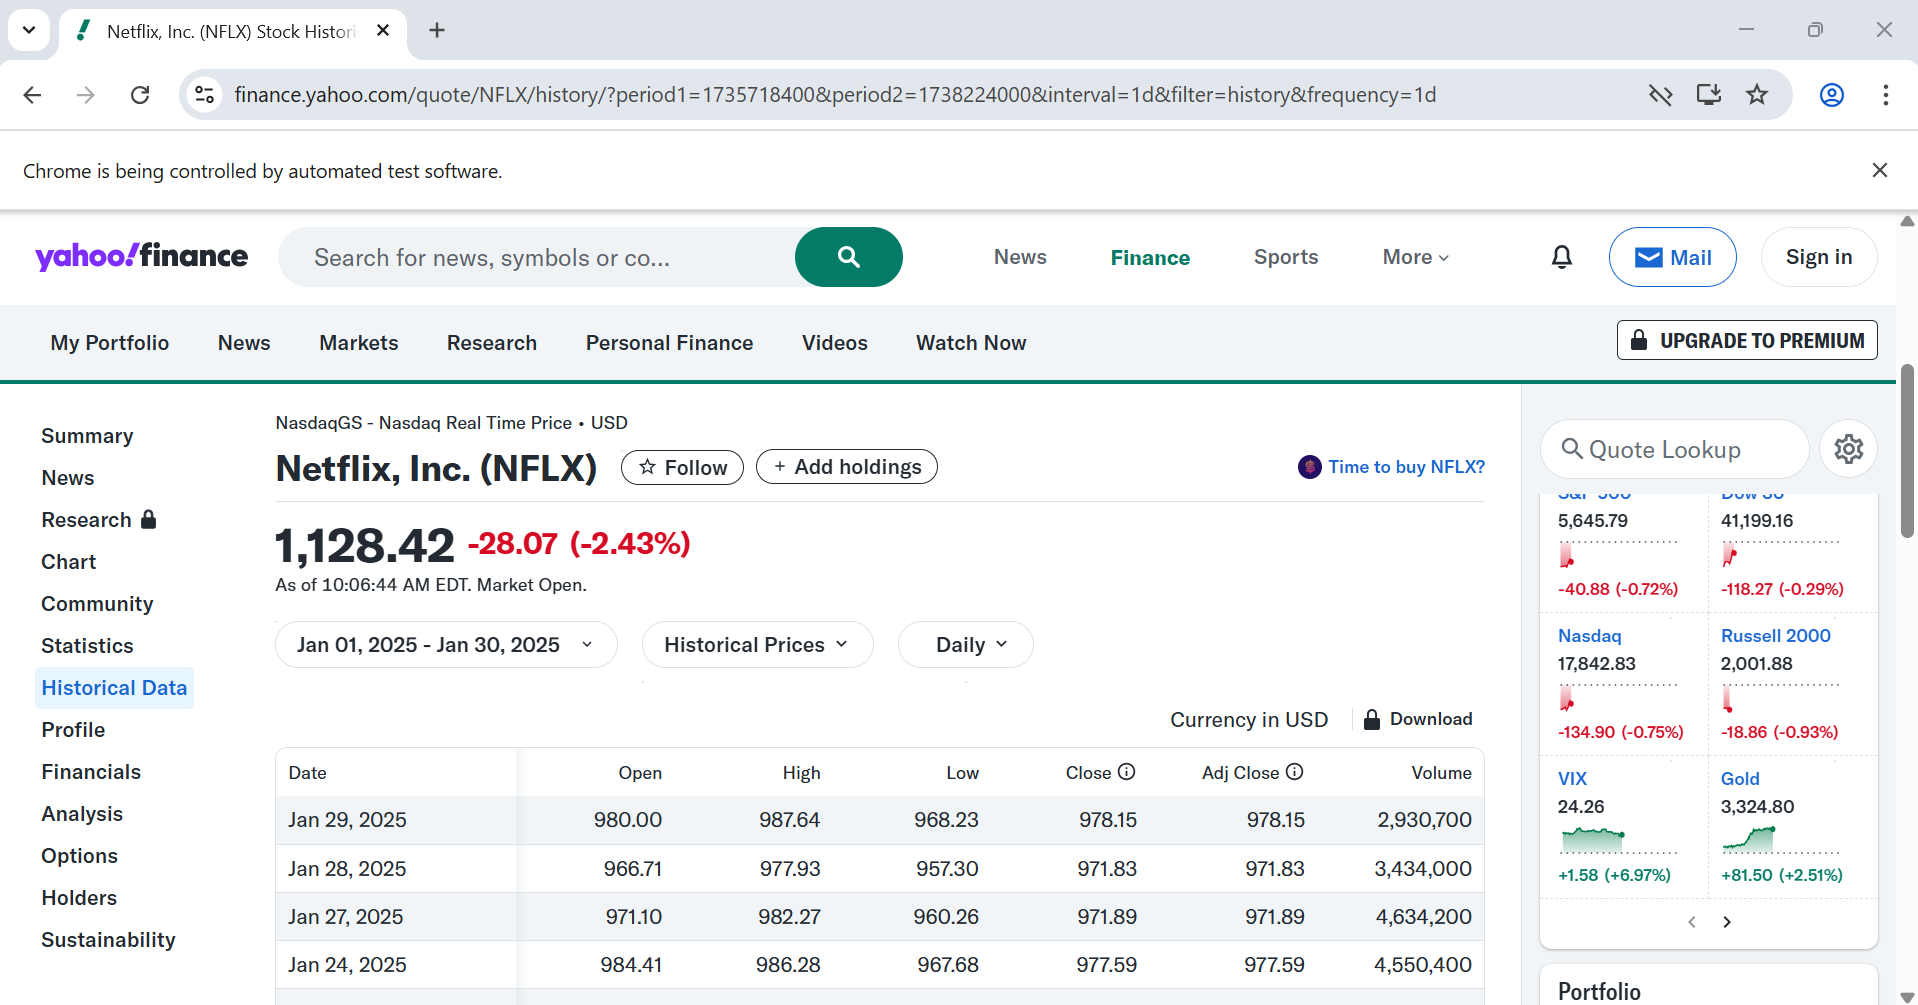 Netflix, Inc. (NFLX) Stock Histori
finance.yahoo.com/quote/NFLX/history/?period1=1735718400&period2=1738224000&interval=1d&filter=history&frequency=1d
Chrome is being controlled by automated test software.
yahoo!finance
Search for news, symbols or co...
News Finance Sports More
Mail
Sign in
My Portfolio News Markets Research Personal Finance Videos Watch Now
UPGRADE TO PREMIUM
Summary
News
Research
Chart
Community
Statistics
Historical Data
Profile
Financials
Analysis
Options
Holders
Sustainability
NasdaqGS - Nasdaq Real Time Price • USD
Netflix, Inc. (NFLX)
Follow
+ Add holdings
Time to buy NFLX?
1,128.42 -28.07 (-2.43%)
As of 10:06:44 AM EDT. Market Open.
Jan 01, 2025 - Jan 30, 2025
Historical Prices
Daily
Currency in USD
Download
Date Open High Low Close Adj Close Volume
Jan 29, 2025 980.00 987.64 968.23 978.15 978.15 2,930,700
Jan 28, 2025 966.71 977.93 957.30 971.83 971.83 3,434,000
Jan 27, 2025 971.10 982.27 960.26 971.89 971.89 4,634,200
Jan 24, 2025 984.41 986.28 967.68 977.59 977.59 4,550,400
Quote Lookup
S&P 500 Dow 30
5,645.79 41,199.16
-40.88 (-0.72%) -118.27 (-0.29%)
Nasdaq Russell 2000
17,842.83 2,001.88
-134.90 (-0.75%) -18.86 (-0.93%)
VIX Gold
24.26 3,324.80
+1.58 (+6.97%) +81.50 (+2.51%)
Portfolio